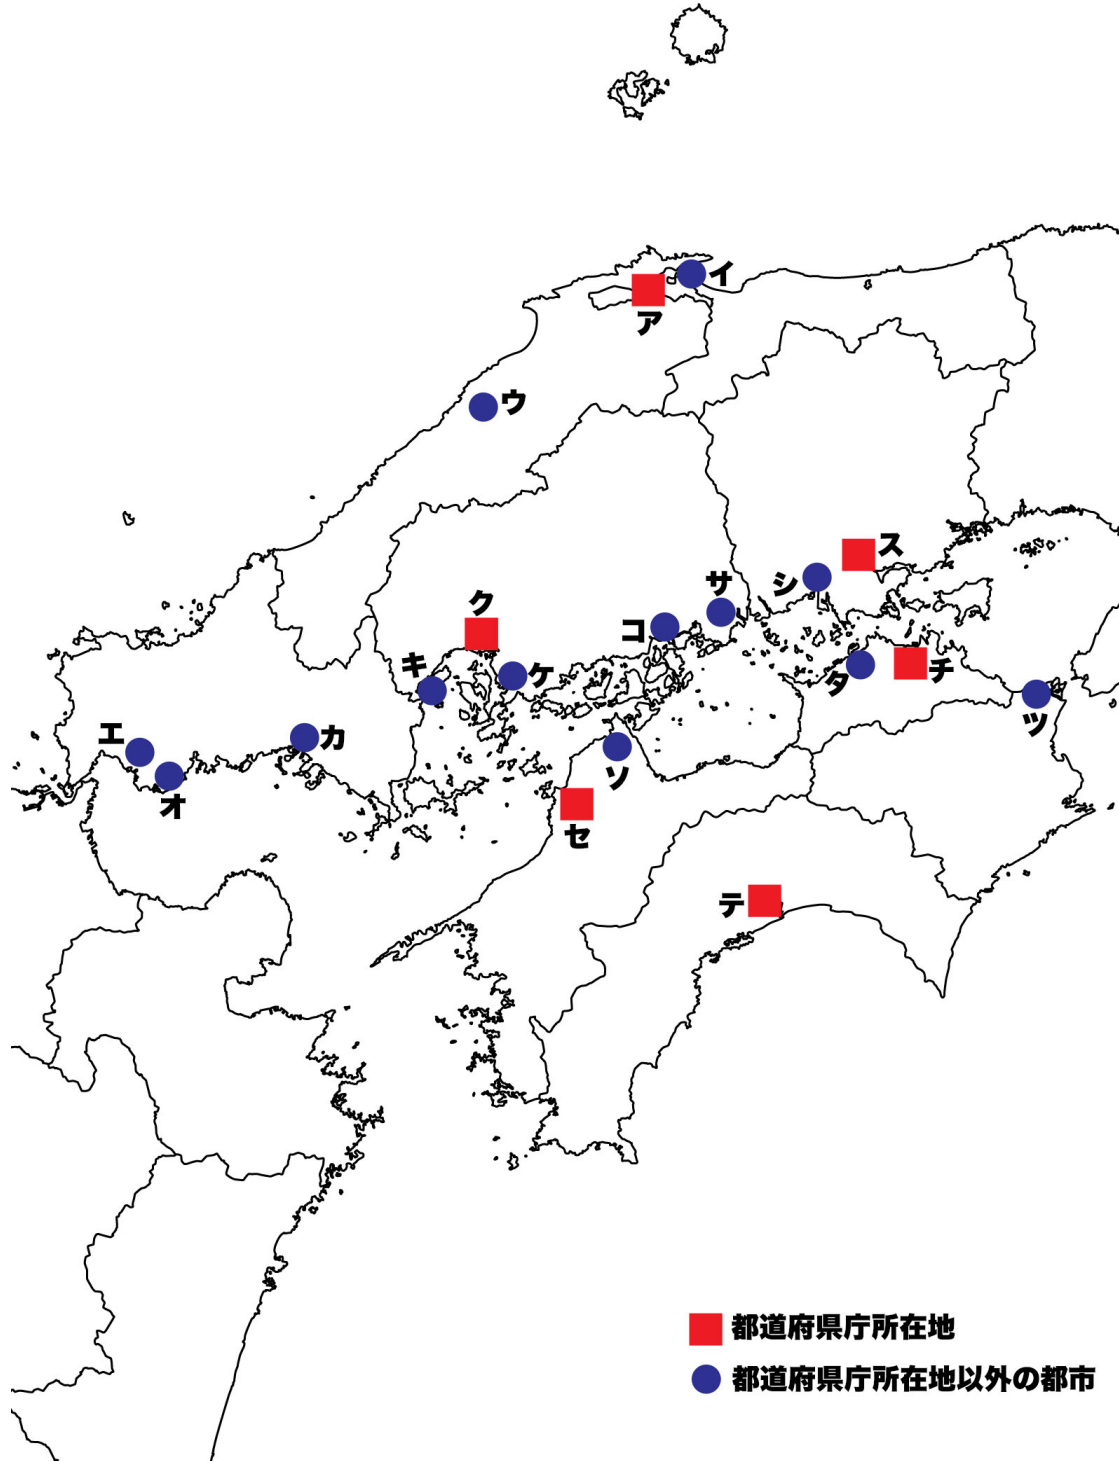 イ
ア
ウ
ス
シ
サ
ク
コ
キ
ケ
タ
チ
ツ
エ
カ
ソ
オ
セ
テ
都道府県庁所在地
都道府県庁所在地以外の都市